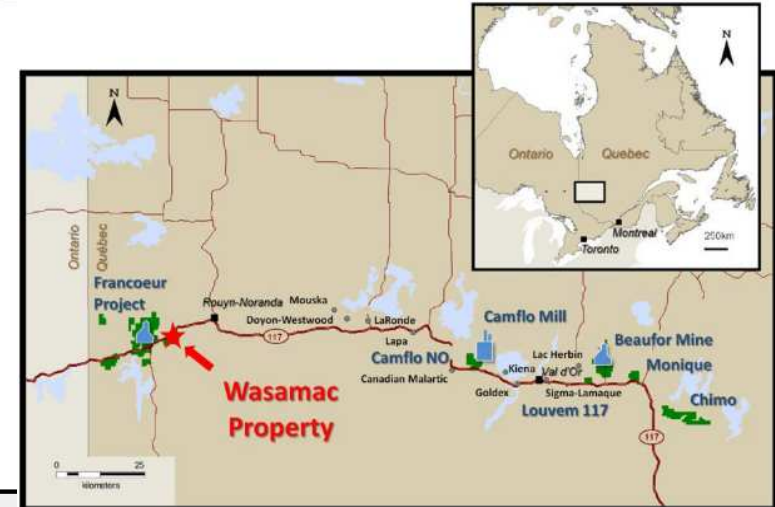 N
Ontario
Quebec
Montreal
Toronto
250km
N
Ontario
Québec
Francoeur
Project
Rouyn-Noranda
Mouska
Doyon-Westwood
LaRonde
Lapa
117
Camflo Mill
Camflo NO
Canadian Malartic
Wasamac
Property
Kiena
Goldex
Val d'Or
Lac Herbin
Louvem 117
Sigma-Lamaque
Beaufor Mine
Monique
Chimo
117
0 25
kilometers